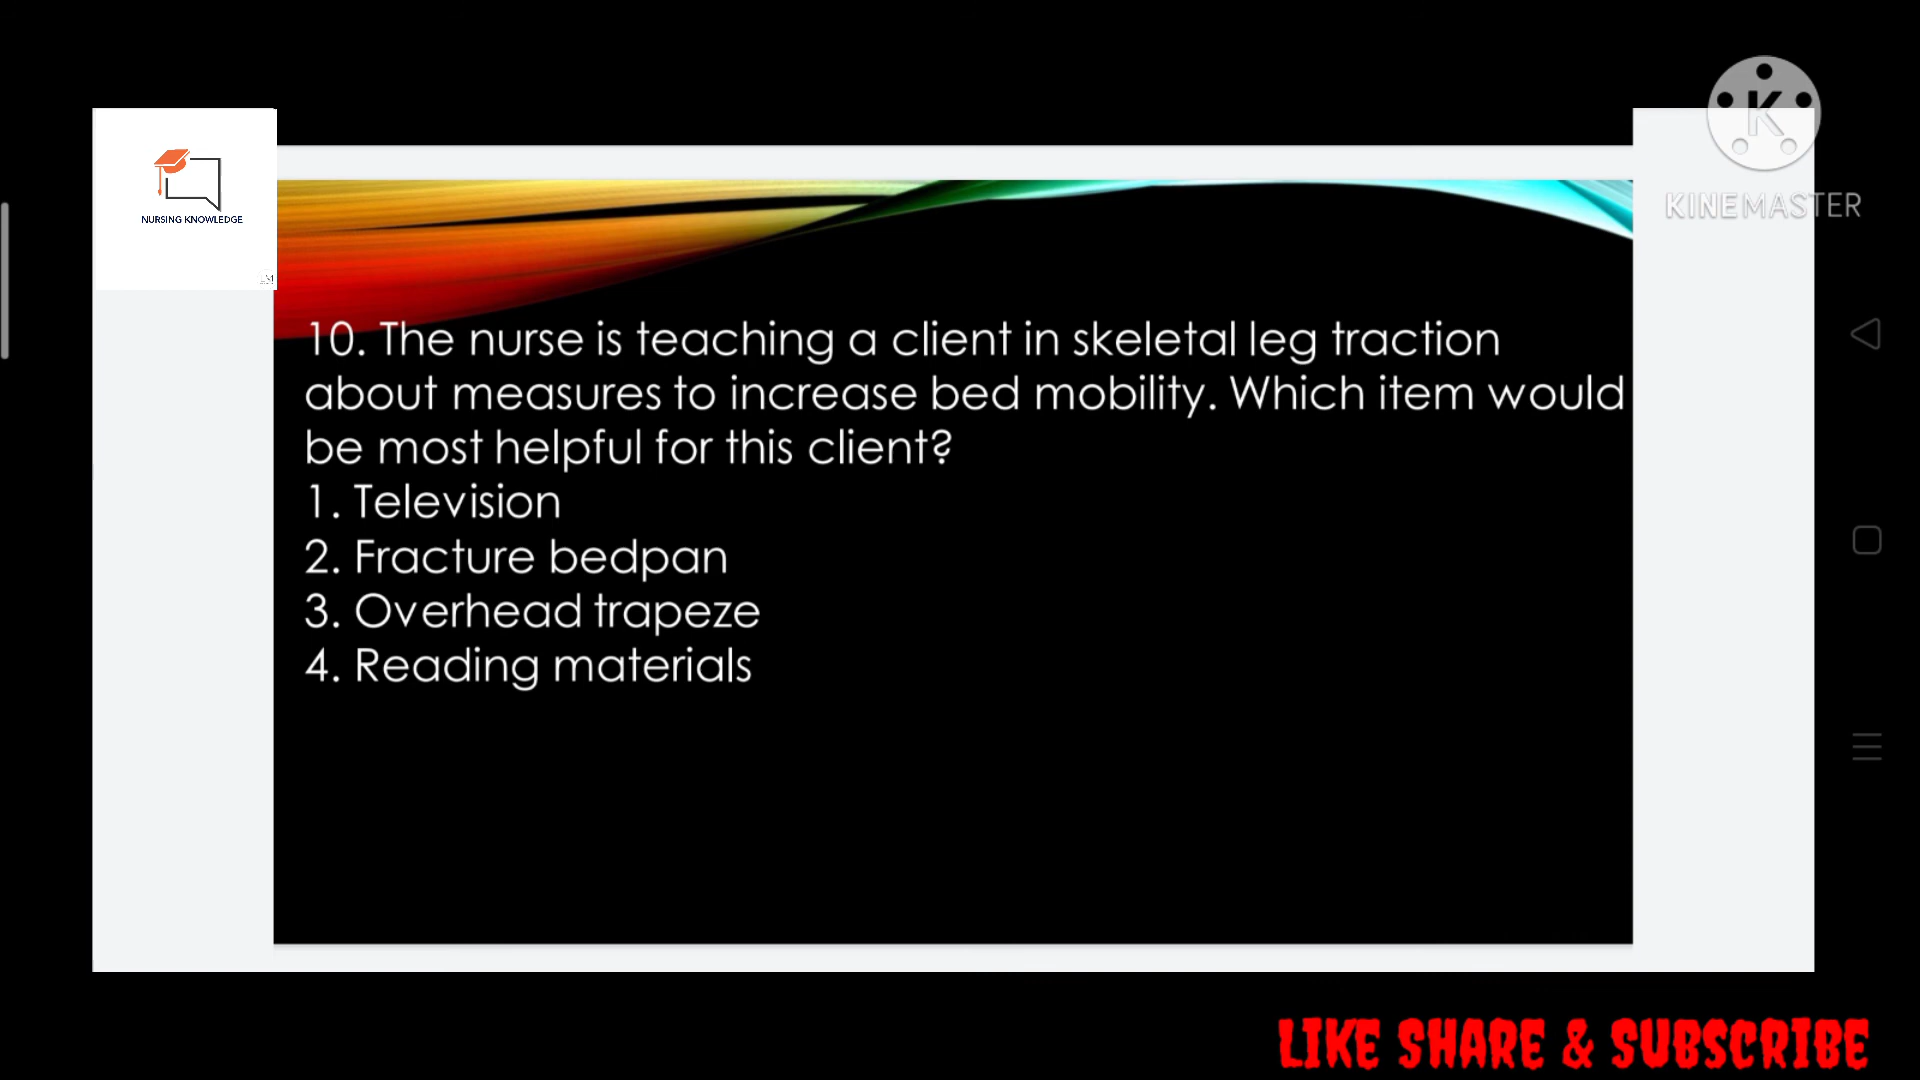 K
KINEMASTER
NURSING KNOWLEDGE
10. The nurse is teaching a client in skeletal leg traction
about measures to increase bed mobility. Which item would
be most helpful for this client?
1. Television
2. Fracture bedpan
3. Overhead trapeze
4. Reading materials
LIKE SHARE & SUBSCRIBE